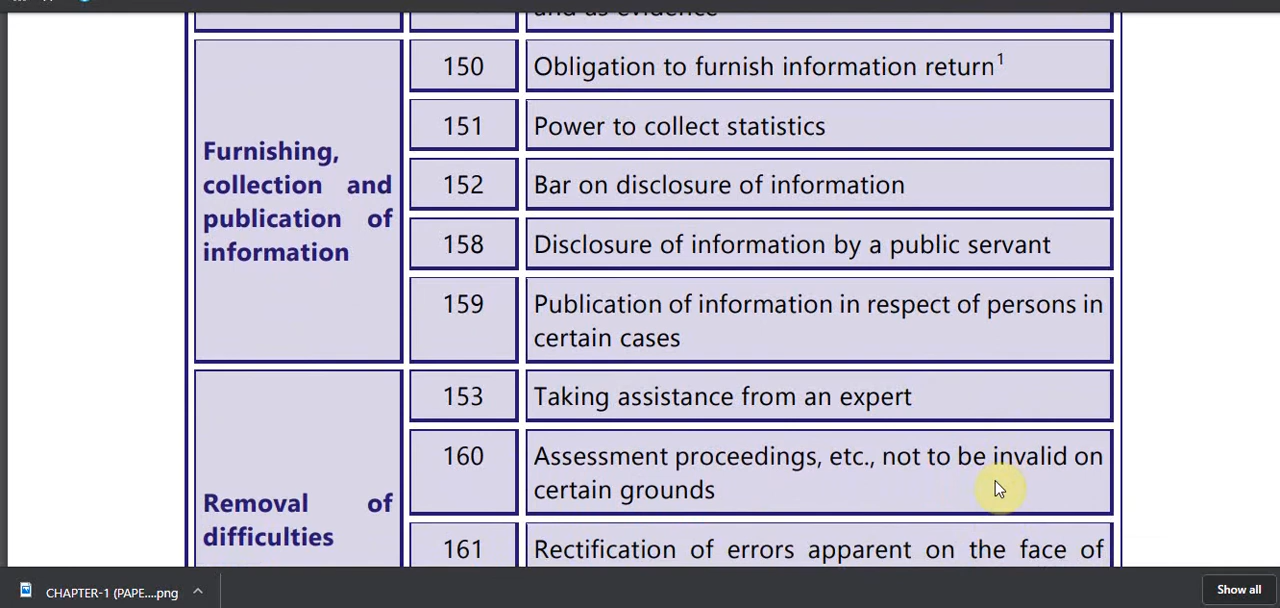 and as evidence
150 Obligation to furnish information return1
151 Power to collect statistics
Furnishing,
collection and
publication of
information
152 Bar on disclosure of information
158 Disclosure of information by a public servant
159 Publication of information in respect of persons in
certain cases
153 Taking assistance from an expert
160 Assessment proceedings, etc., not to be invalid on
certain grounds
Removal of
difficulties
161 Rectification of errors apparent on the face of
CHAPTER-1 (PAPE....png
Show all